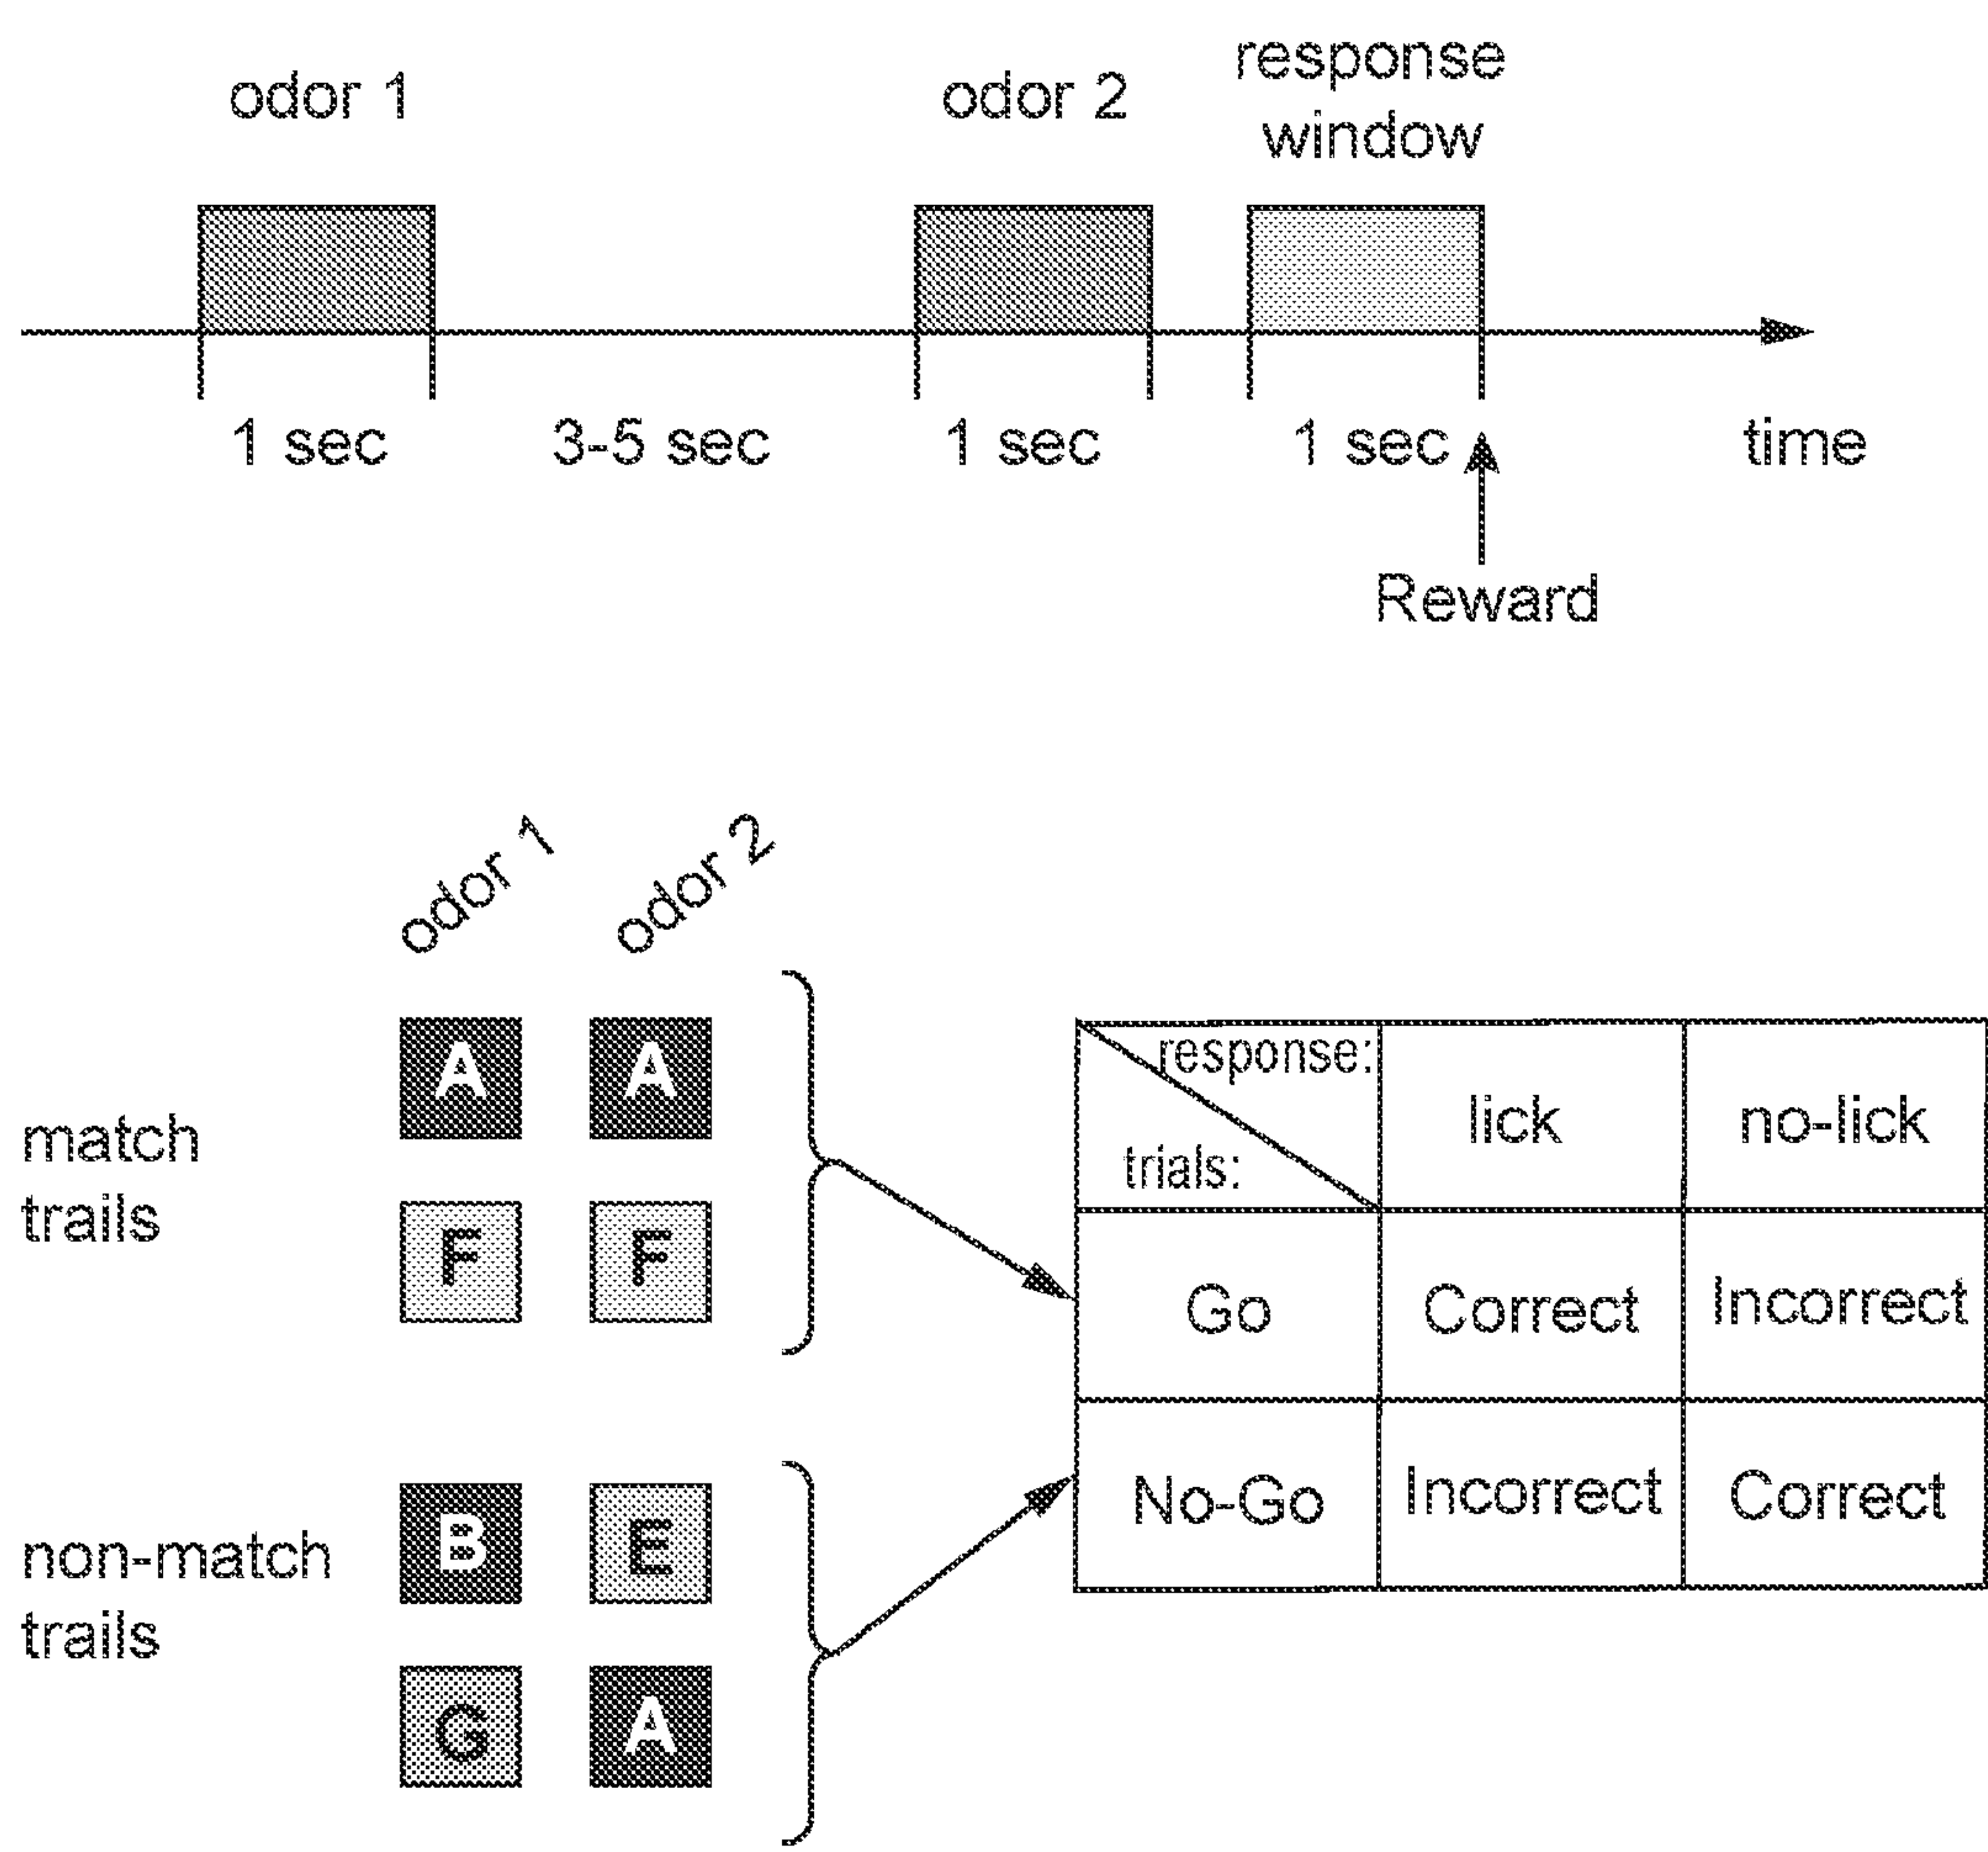 odor 1
odor 2
response
window
1 sec
3-5 sec
1 sec
1 sec
time
Reward
odor 1
odor 2
match
trails
A
A
F
F
non-match
trails
B
E
G
A
response:
trials:
lick
no-lick
Go
Correct
Incorrect
No-Go
Incorrect
Correct